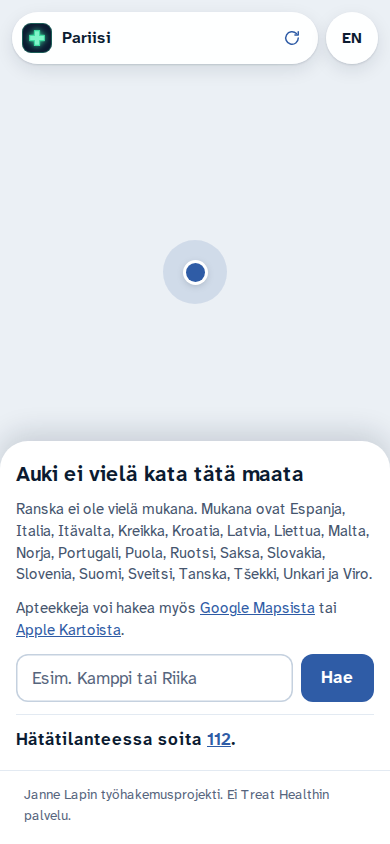 Pariisi
EN
Auki ei vielä kata tätä maata
Ranska ei ole vielä mukana. Mukana ovat Espanja,
Italia, Itävalta, Kreikka, Kroatia, Latvia, Liettua, Malta,
Norja, Portugali, Puola, Ruotsi, Saksa, Slovakia,
Slovenia, Suomi, Sveitsi, Tanska, Tšekki, Unkari ja Viro.
Apteekkeja voi hakea myös Google Mapsista tai
Apple Kartoista.
Esim. Kamppi tai Riika
Hae
Hätätilanteessa soita 112.
Janne Lapin työhakemusprojekti. Ei Treat Healthin
palvelu.